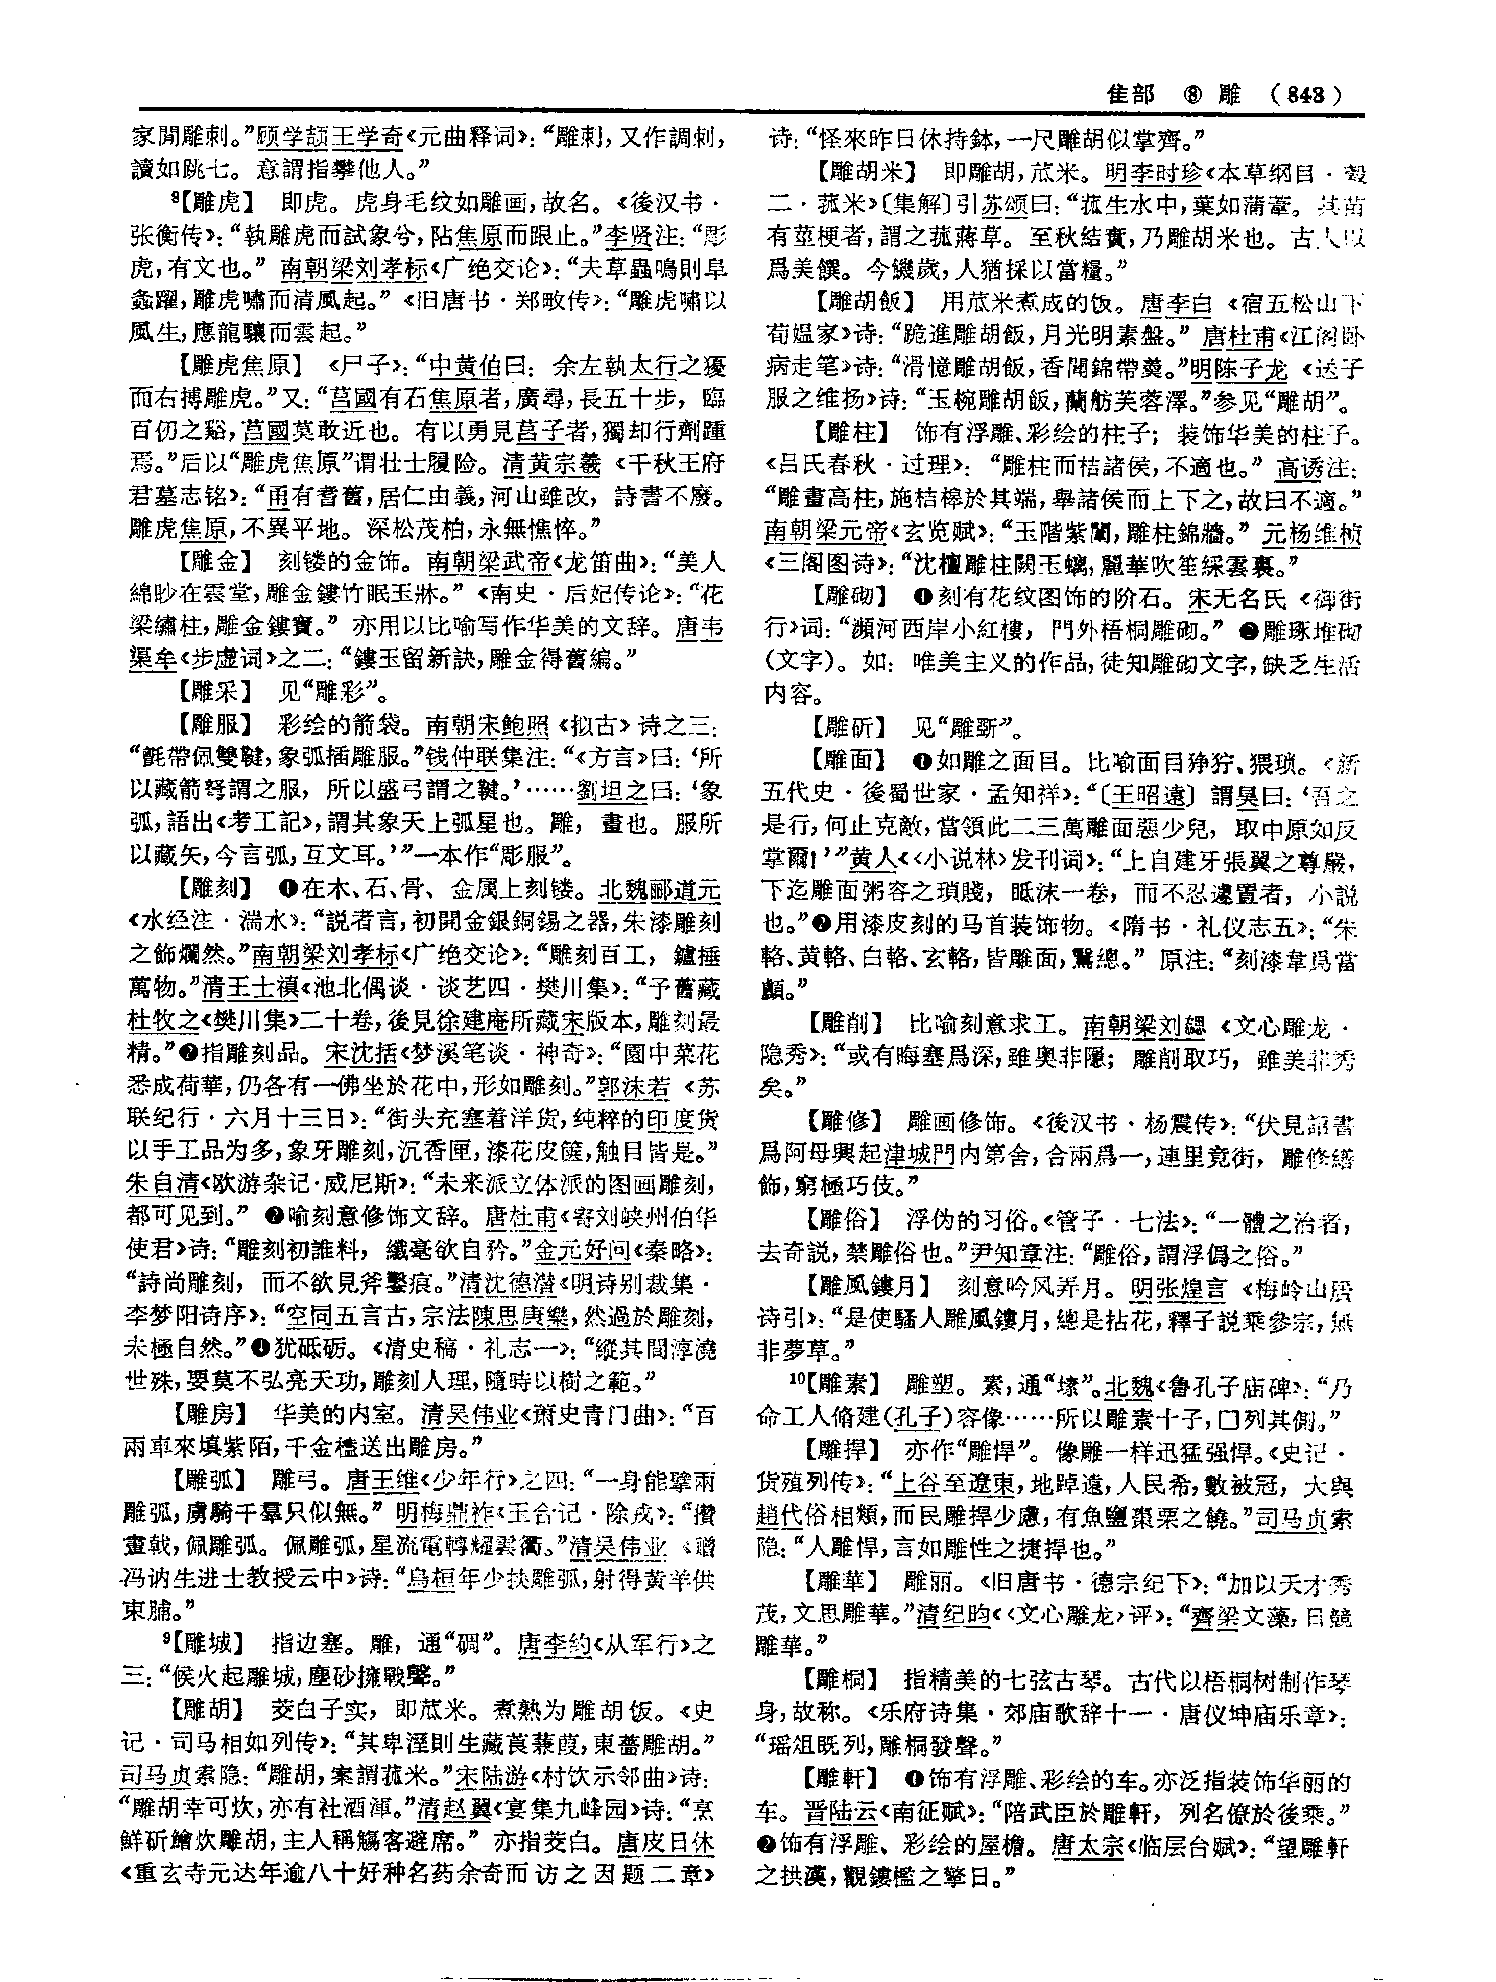 隹部 ⑧ 雕 （843）
家閒雕刺。”顾学颉王学奇《元曲释词》：“雕刺，又作調刺，
讀如眺七。意謂指攀他人。”
⁸【雕虎】 即虎。虎身毛纹如雕画，故名。《後汉书·
张衡传》：“執雕虎而試象兮，阽焦原而跟止。”李贤注：“彫
虎，有文也。” 南朝梁刘孝标《广绝交论》：“夫草蟲鳴則阜
螽躍，雕虎嘯而清風起。” 《旧唐书·郑畋传》：“雕虎嘯以
風生，應龍驤而雲起。”
【雕虎焦原】 《尸子》：“中黄伯曰：余左執太行之獶
而右搏雕虎。”又：“莒國有石焦原者，廣尋，長五十步，臨
百仞之谿，莒國莫敢近也。有以勇見莒子者，獨却行劑踵
焉。”后以“雕虎焦原”谓壮士履险。清黄宗羲《千秋王府
君墓志铭》：“甬有耆舊，居仁由義，河山雖改，詩書不廢。
雕虎焦原，不異平地。深松茂柏，永無憔悴。”
【雕金】 刻镂的金饰。南朝梁武帝《龙笛曲》：“美人
綿眇在雲堂，雕金鏤竹眠玉牀。” 《南史·后妃传论》：“花
梁繡柱，雕金鏤寶。” 亦用以比喻写作华美的文辞。唐韦
渠牟《步虚词》之二：“鏤玉留新訣，雕金得舊編。”
【雕采】 见“雕彩”。
【雕服】 彩绘的箭袋。南朝宋鲍照《拟古》诗之三：
“氈帶佩雙鞬，象弧插雕服。”钱仲联集注：“《方言》曰：‘所
以藏箭弩謂之服，所以盛弓謂之鞬。’……劉坦之曰：‘象
弧，語出《考工記》，謂其象天上弧星也。雕，畫也。服所
以藏矢，今言弧，互文耳。’”一本作“彫服”。
【雕刻】 ❶在木、石、骨、金属上刻镂。北魏郦道元
《水经注·漯水》：“説者言，初開金銀銅錫之器，朱漆雕刻
之飾爛然。”南朝梁刘孝标《广绝交论》：“雕刻百工，鑪捶
萬物。”清王士禛《池北偶谈·谈艺四·樊川集》：“予舊藏
杜牧之《樊川集》二十卷，後見徐建庵所藏宋版本，雕刻最
精。”❷指雕刻品。宋沈括《梦溪笔谈·神奇》：“園中菜花
悉成荷華，仍各有一佛坐於花中，形如雕刻。”郭沫若《苏
联纪行·六月十三日》：“街头充塞着洋货，纯粹的印度货
以手工品为多，象牙雕刻，沉香匣，漆花皮箧，触目皆是。”
朱自清《欧游杂记·威尼斯》：“未来派立体派的图画雕刻，
都可见到。” ❸喻刻意修饰文辞。唐杜甫《寄刘峡州伯华
使君》诗：“雕刻初誰料，纖毫欲自矜。”金元好问《秦略》：
“詩尚雕刻，而不欲見斧鑿痕。”清沈德潜《明诗别裁集·
李梦阳诗序》：“空同五言古，宗法陳思康樂，然過於雕刻，
未極自然。”❹犹砥砺。《清史稿·礼志一》：“縱其間淳澆
世殊，要莫不弘亮天功，雕刻人理，隨時以樹之範。”
【雕房】 华美的内室。清吴伟业《萧史青门曲》：“百
兩車來填紫陌，千金榼送出雕房。”
【雕弧】 雕弓。唐王维《少年行》之四：“一身能擘兩
雕弧，虜騎千羣只似無。” 明梅鼎祚《玉合记·除戎》：“攢
畫戟，佩雕弧。佩雕弧，星流電轉耀雲衢。”清吴伟业《赠
冯讷生进士教授云中》诗：“烏桓年少挾雕弧，射得黄羊供
束脯。”
⁹【雕城】 指边塞。雕，通“碉”。唐李约《从军行》之
三：“候火起雕城，塵砂擁戰聲。”
【雕胡】 茭白子实，即苽米。煮熟为雕胡饭。《史
记·司马相如列传》：“其卑溼則生藏莨蒹葭，東蘠雕胡。”
司马贞索隐：“雕胡，案謂菰米。”宋陆游《村饮示邻曲》诗：
“雕胡幸可炊，亦有社酒渾。”清赵翼《宴集九峰园》诗：“烹
鮮斫鱠炊雕胡，主人稱觴客避席。” 亦指茭白。唐皮日休
《重玄寺元达年逾八十好种名药余奇而访之因题二章》
诗：“怪來昨日休持鉢，一尺雕胡似掌齊。”
【雕胡米】 即雕胡，苽米。明李时珍《本草纲目·穀
二·菰米》〔集解〕引苏颂曰：“菰生水中，葉如蒲葦。其苗
有莖梗者，謂之菰蔣草。至秋結實，乃雕胡米也。古人以
爲美饌。今饑歲，人猶採以當糧。”
【雕胡飯】 用苽米煮成的饭。唐李白《宿五松山下
荀媪家》诗：“跪進雕胡飯，月光明素盤。” 唐杜甫《江阁卧
病走笔》诗：“滑憶雕胡飯，香聞錦帶羹。”明陈子龙《送子
服之维扬》诗：“玉椀雕胡飯，蘭舫芙蓉澤。”参见“雕胡”。
【雕柱】 饰有浮雕、彩绘的柱子；装饰华美的柱子。
《吕氏春秋·过理》：“雕柱而桔諸侯，不適也。” 高诱注：
“雕畫高柱，施桔橰於其端，舉諸侯而上下之，故曰不適。”
南朝梁元帝《玄览赋》：“玉階紫闥，雕柱錦牆。” 元杨维桢
《三阁图诗》：“沈檀雕柱闕玉螭，麗華吹笙綵雲裏。”
【雕砌】 ❶刻有花纹图饰的阶石。宋无名氏《御街
行》词：“瀕河西岸小紅樓，門外梧桐雕砌。” ❷雕琢堆砌
（文字）。如：唯美主义的作品，徒知雕砌文字，缺乏生活
内容。
【雕斫】 见“雕斲”。
【雕面】 ❶如雕之面目。比喻面目狰狞、猥琐。《新
五代史·後蜀世家·孟知祥》：“〔王昭遠〕謂昊曰：‘吾之
是行，何止克敵，當領此二三萬雕面惡少兒，取中原如反
掌爾！’”黄人《〈小说林〉发刊词》：“上自建牙張翼之尊嚴，
下迄雕面粥容之瑣賤，眡沫一卷，而不忍遽置者，小説
也。”❷用漆皮刻的马首装饰物。《隋书·礼仪志五》：“朱
輅、黄輅、白輅、玄輅，皆雕面，鷖總。” 原注：“刻漆韋爲當
顱。”
【雕削】 比喻刻意求工。南朝梁刘勰《文心雕龙·
隐秀》：“或有晦塞爲深，雖奥非隱；雕削取巧，雖美非秀
矣。”
【雕修】 雕画修饰。《後汉书·杨震传》：“伏見詔書
爲阿母興起津城門内第舍，合兩爲一，連里竟街，雕修繕
飾，窮極巧伎。”
【雕俗】 浮伪的习俗。《管子·七法》：“一體之治者，
去奇説，禁雕俗也。”尹知章注：“雕俗，謂浮僞之俗。”
【雕風鏤月】 刻意吟风弄月。明张煌言《梅岭山居
诗引》：“是使騷人雕風鏤月，總是拈花，釋子説乘參宗，無
非夢草。”
¹⁰【雕素】 雕塑。素，通“塐”。北魏《魯孔子庙碑》：“乃
命工人脩建（孔子）容像……所以雕素十子，囗列其側。”
【雕捍】 亦作“雕悍”。像雕一样迅猛强悍。《史记·
货殖列传》：“上谷至遼東，地踔遠，人民希，數被寇，大與
趙代俗相類，而民雕捍少慮，有魚鹽棗栗之饒。”司马贞索
隐：“人雕悍，言如雕性之捷捍也。”
【雕華】 雕丽。《旧唐书·德宗纪下》：“加以天才秀
茂，文思雕華。”清纪昀《〈文心雕龙〉评》：“齊梁文藻，日競
雕華。”
【雕桐】 指精美的七弦古琴。古代以梧桐树制作琴
身，故称。《乐府诗集·郊庙歌辞十一·唐仪坤庙乐章》：
“瑶俎既列，雕桐發聲。”
【雕軒】 ❶饰有浮雕、彩绘的车。亦泛指装饰华丽的
车。晋陆云《南征赋》：“陪武臣於雕軒，列名僚於後乘。”
❷饰有浮雕、彩绘的屋檐。唐太宗《临层台赋》：“望雕軒
之拱漢，觀鏤檻之擎日。”